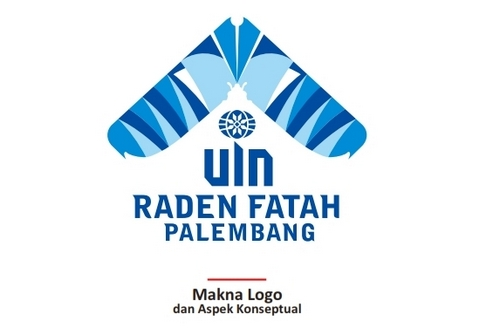 UIN
RADEN FATAH
PALEMBANG
Makna Logo
dan Aspek Konseptual